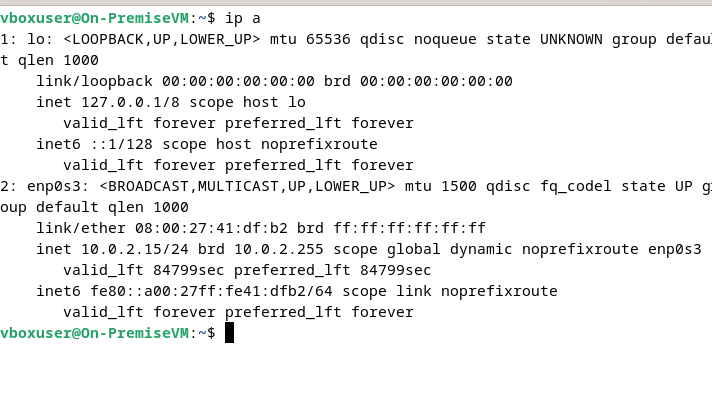 vboxuser@On-PremiseVM:~$ ip a
1: lo: <LOOPBACK,UP,LOWER_UP> mtu 65536 qdisc noqueue state UNKNOWN group defaul
t qlen 1000
    link/loopback 00:00:00:00:00:00 brd 00:00:00:00:00:00
    inet 127.0.0.1/8 scope host lo
       valid_lft forever preferred_lft forever
    inet6 ::1/128 scope host noprefixroute
       valid_lft forever preferred_lft forever
2: enp0s3: <BROADCAST,MULTICAST,UP,LOWER_UP> mtu 1500 qdisc fq_codel state UP gr
oup default qlen 1000
    link/ether 08:00:27:41:df:b2 brd ff:ff:ff:ff:ff:ff
    inet 10.0.2.15/24 brd 10.0.2.255 scope global dynamic noprefixroute enp0s3
       valid_lft 84799sec preferred_lft 84799sec
    inet6 fe80::a00:27ff:fe41:dfb2/64 scope link noprefixroute
       valid_lft forever preferred_lft forever
vboxuser@On-PremiseVM:~$